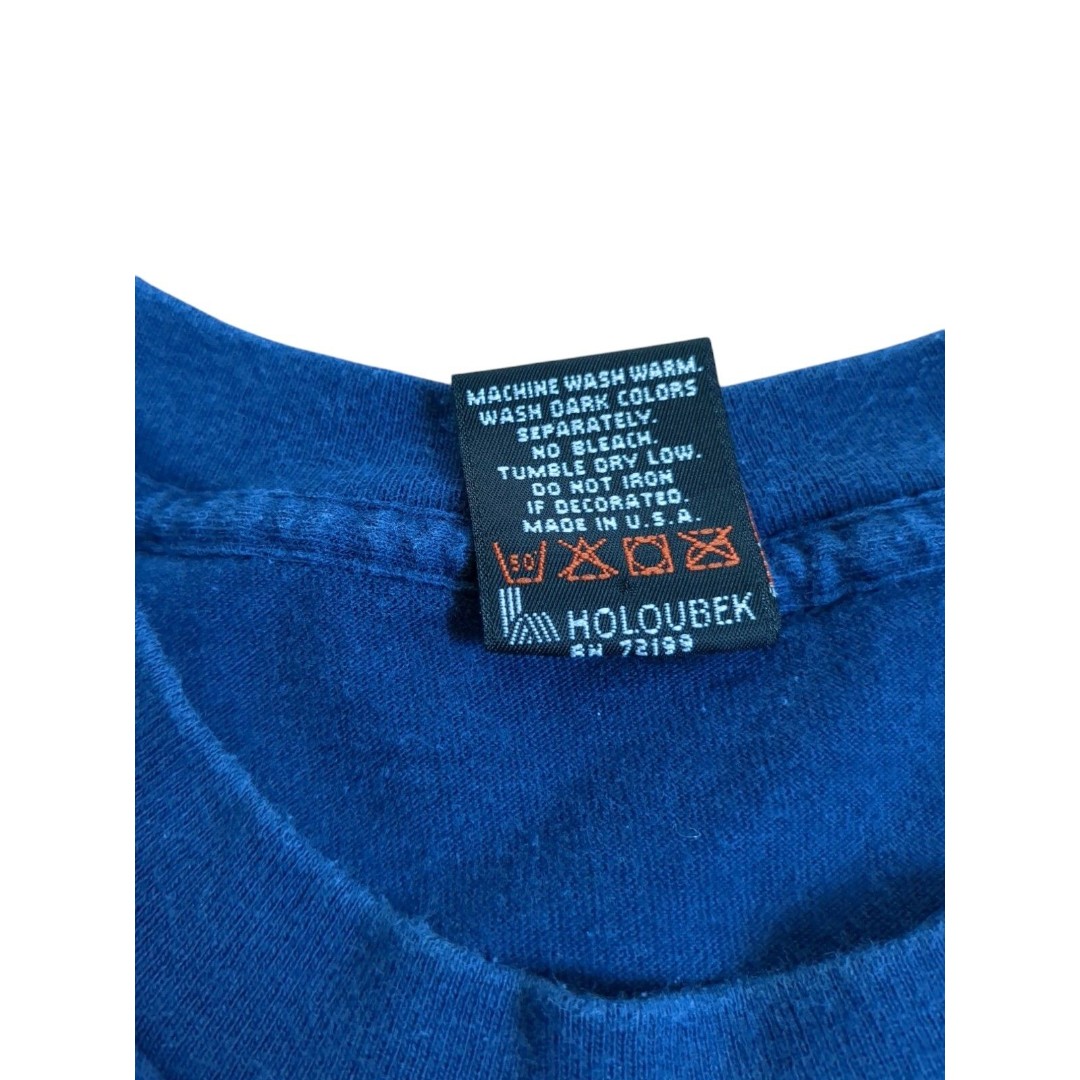 MACHINE WASH WARM.
WASH DARK COLORS
SEPARATELY.
NO BLEACH.
TUMBLE DRY LOW.
DO NOT IRON
IF DECORATED.
MADE IN U.S.A.
50°
HOLOUBEK
RN 72199